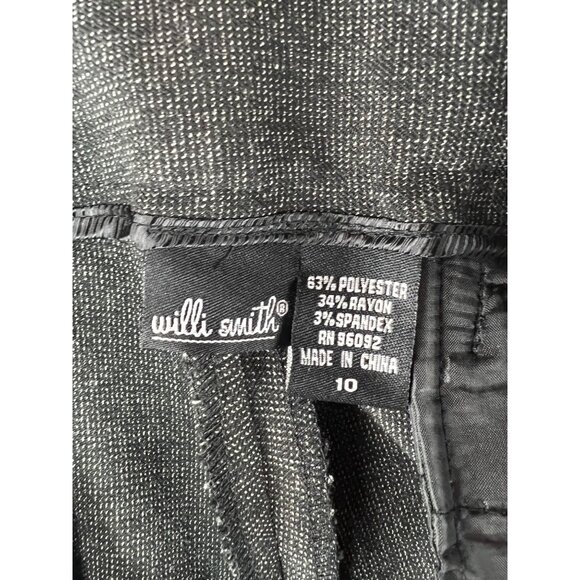 willi smith®
63% POLYESTER
34% RAYON
3% SPANDEX
RN 96092
MADE IN CHINA
10